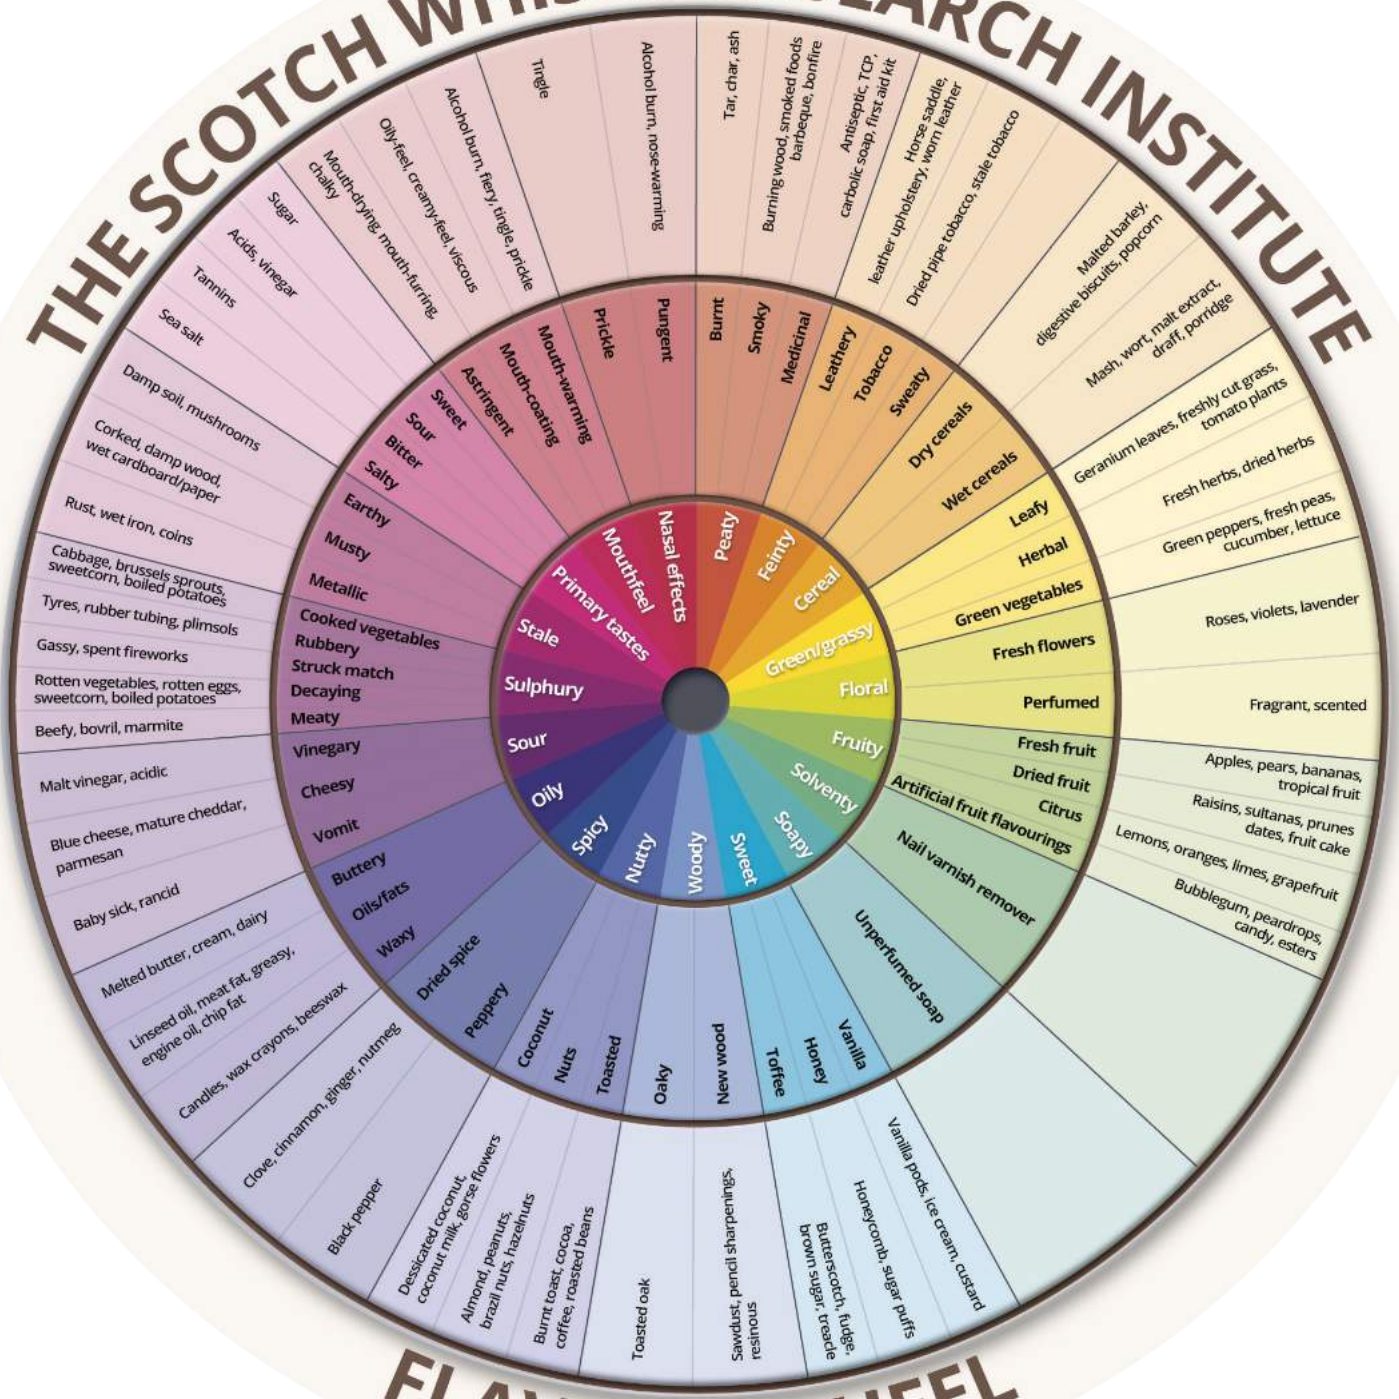 THE SCOTCH WHIS
EARCH INSTITUTE
Peaty
Feinty
Cereal
Green/grassy
Floral
Fruity
Solventy
Soapy
Sweet
Woody
Nutty
Spicy
Oily
Sour
Sulphury
Stale
Primary tastes
Mouthfeel
Nasal effects
Burnt
Smoky
Medicinal
Leathery
Tobacco
Sweaty
Dry cereals
Wet cereals
Leafy
Herbal
Green vegetables
Fresh flowers
Perfumed
Fresh fruit
Dried fruit
Citrus
Artificial fruit flavourings
Nail varnish remover
Unperfumed soap
Vanilla
Honey
Toffee
New wood
Oaky
Toasted
Nuts
Coconut
Peppery
Dried spice
Waxy
Oils/fats
Buttery
Vomit
Cheesy
Vinegary
Meaty
Decaying
Struck match
Rubbery
Cooked vegetables
Metallic
Musty
Earthy
Salty
Bitter
Sour
Sweet
Astringent
Mouth-coating
Mouth-warming
Prickle
Pungent
Tar, char, ash
Burning wood, smoked foods
barbeque, bonfire
Antiseptic, TCP,
carbolic soap, first aid kit
Horse saddle,
leather upholstery, worn leather
Dried pipe tobacco, stale tobacco
Malted barley,
digestive biscuits, popcorn
Mash, wort, malt extract,
draff, porridge
Geranium leaves, freshly cut grass,
tomato plants
Fresh herbs, dried herbs
Green peppers, fresh peas,
cucumber, lettuce
Roses, violets, lavender
Fragrant, scented
Apples, pears, bananas,
tropical fruit
Raisins, sultanas, prunes
dates, fruit cake
Lemons, oranges, limes, grapefruit
Bubblegum, peardrops,
candy, esters
Vanilla pods, ice cream, custard
Honeycomb, sugar puffs
Butterscotch, fudge,
brown sugar, treacle
Sawdust, pencil sharpenings,
resinous
Toasted oak
Burnt toast, cocoa,
coffee, roasted beans
Almond, peanuts,
brazil nuts, hazelnuts
Dessicated coconut,
coconut milk, gorse flowers
Black pepper
Clove, cinnamon, ginger, nutmeg
Candles, wax crayons, beeswax
Linseed oil, meat fat, greasy,
engine oil, chip fat
Melted butter, cream, dairy
Baby sick, rancid
Blue cheese, mature cheddar,
parmesan
Malt vinegar, acidic
Beefy, bovril, marmite
Rotten vegetables, rotten eggs,
sweetcorn, boiled potatoes
Gassy, spent fireworks
Tyres, rubber tubing, plimsols
Cabbage, brussels sprouts,
sweetcorn, boiled potatoes
Rust, wet iron, coins
Corked, damp wood,
wet cardboard/paper
Damp soil, mushrooms
Sea salt
Tannins
Acids, vinegar
Sugar
Mouth-drying, mouth-furring,
chalky
Oily-feel, creamy-feel, viscous
Alcohol burn, fiery, tingle, prickle
Tingle
Alcohol burn, nose-warming